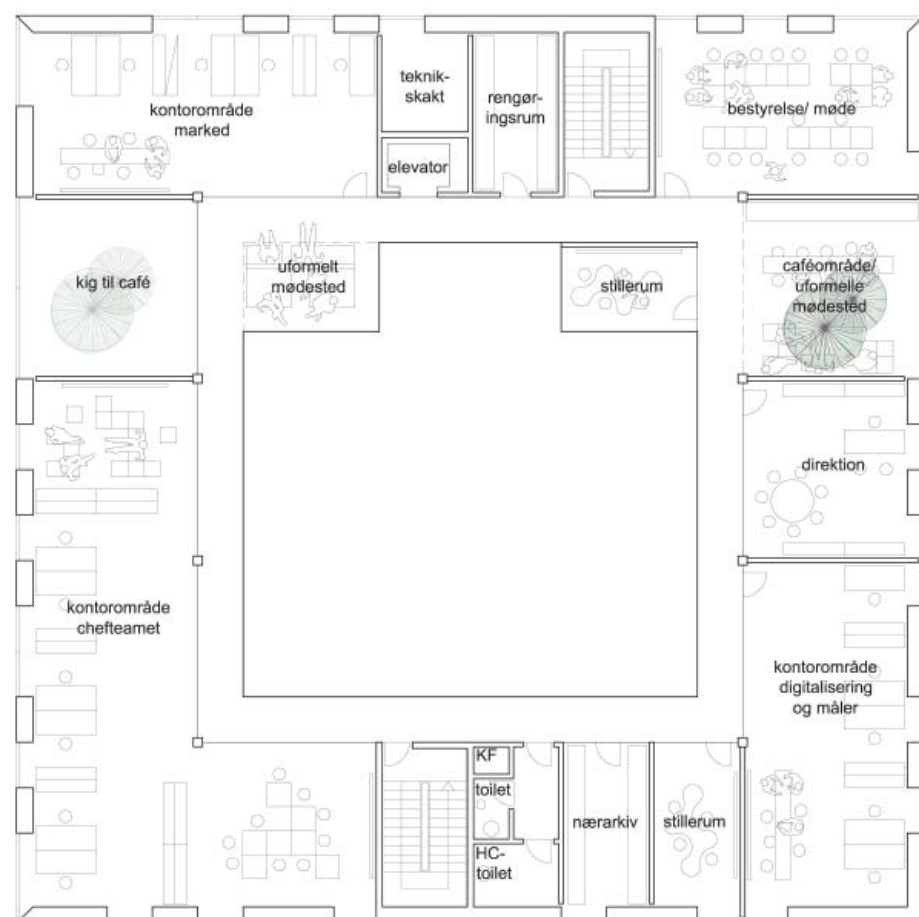 kontorområde
marked
teknik-
skakt
elevator
rengør-
ingsrum
bestyrelse/ møde
kig til café
uformelt
mødested
stillerum
caféområde/
uformelle
mødested
direktion
kontorområde
chefteamet
kontorområde
digitalisering
og måler
KF
toilet
HC-
toilet
nærarkiv
stillerum